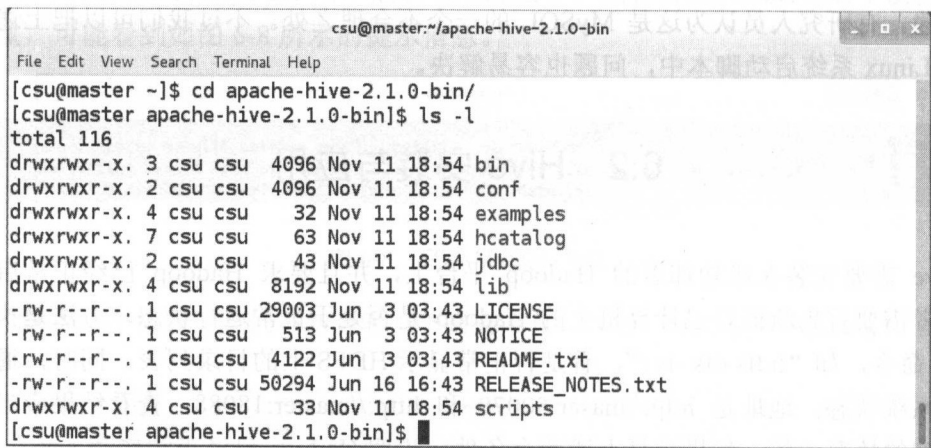 csu@master:~/apache-hive-2.1.0-bin
File Edit View Search Terminal Help
[csu@master ~]$ cd apache-hive-2.1.0-bin/
[csu@master apache-hive-2.1.0-bin]$ ls -l
total 116
drwxrwxr-x. 3 csu csu 4096 Nov 11 18:54 bin
drwxrwxr-x. 2 csu csu 4096 Nov 11 18:54 conf
drwxrwxr-x. 4 csu csu 32 Nov 11 18:54 examples
drwxrwxr-x. 7 csu csu 63 Nov 11 18:54 hcatalog
drwxrwxr-x. 2 csu csu 43 Nov 11 18:54 jdbc
drwxrwxr-x. 4 csu csu 8192 Nov 11 18:54 lib
-rw-r--r--. 1 csu csu 29003 Jun 3 03:43 LICENSE
-rw-r--r--. 1 csu csu 513 Jun 3 03:43 NOTICE
-rw-r--r--. 1 csu csu 4122 Jun 3 03:43 README.txt
-rw-r--r--. 1 csu csu 50294 Jun 16 16:43 RELEASE_NOTES.txt
drwxrwxr-x. 4 csu csu 33 Nov 11 18:54 scripts
[csu@master apache-hive-2.1.0-bin]$